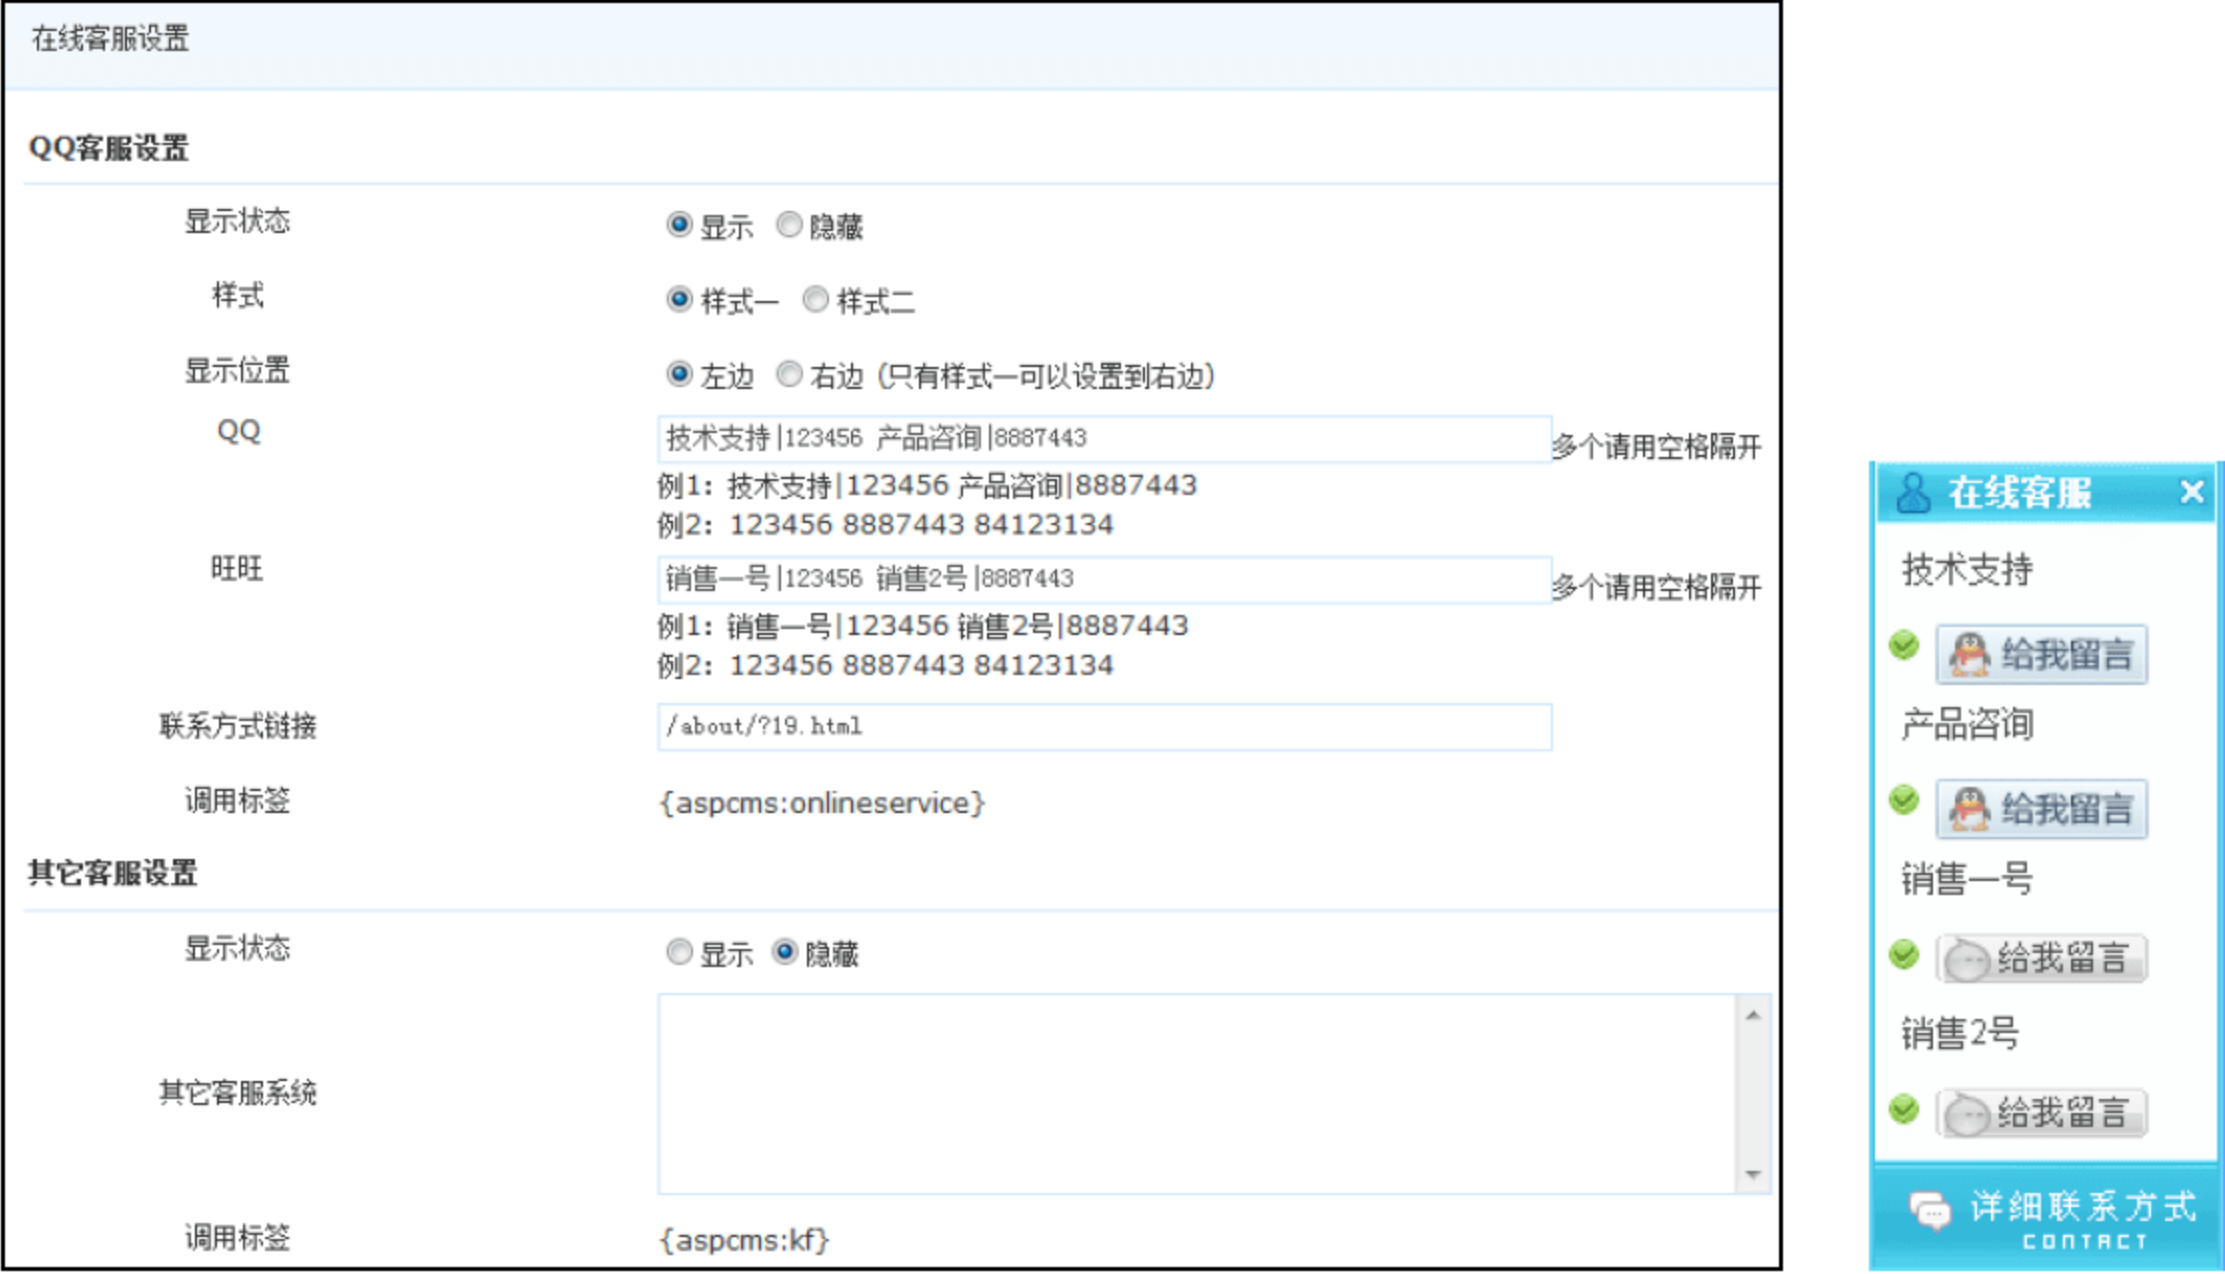 在线客服设置
QQ客服设置
显示状态 显示 隐藏
样式 样式一 样式二
显示位置 左边 右边 (只有样式一可以设置到右边)
QQ 技术支持|123456 产品咨询|8887443 多个请用空格隔开
例1：技术支持|123456 产品咨询|8887443
例2：123456 8887443 84123134
旺旺 销售一号|123456 销售2号|8887443 多个请用空格隔开
例1：销售一号|123456 销售2号|8887443
例2：123456 8887443 84123134
联系方式链接 /about/?19.html
调用标签 {aspcms:onlineservice}
其它客服设置
显示状态 显示 隐藏
其它客服系统
调用标签 {aspcms:kf}
在线客服
技术支持
给我留言
产品咨询
给我留言
销售一号
给我留言
销售2号
给我留言
详细联系方式
CONTACT